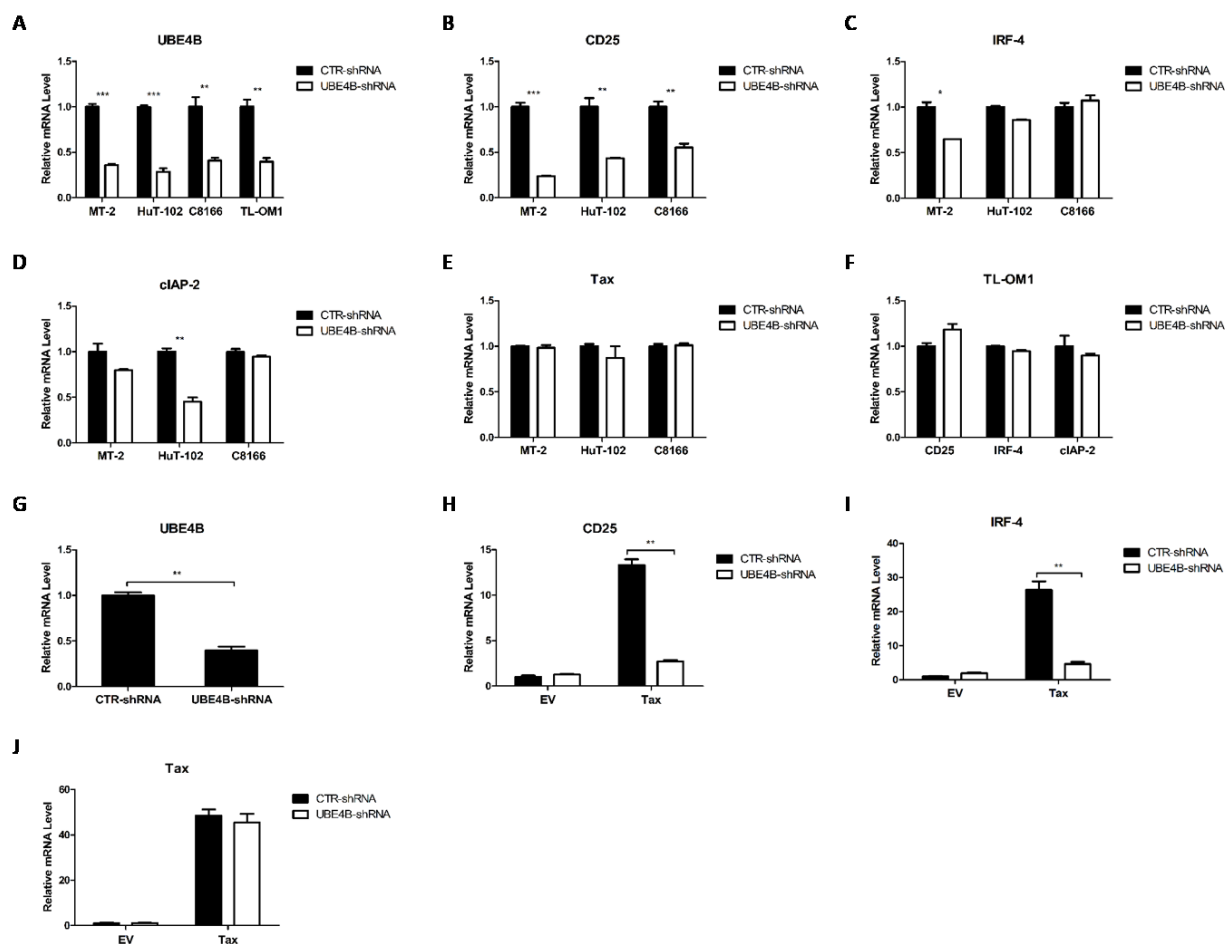 A
UBE4B
Relative mRNA Level
1.5
1.0
0.5
0.0
***
***
**
**
MT-2 HuT-102 C8166 TL-OM1
CTR-shRNA
UBE4B-shRNA
B
CD25
Relative mRNA Level
1.5
1.0
0.5
0.0
***
**
**
MT-2 HuT-102 C8166
CTR-shRNA
UBE4B-shRNA
C
IRF-4
Relative mRNA Level
1.5
1.0
0.5
0.0
*
MT-2 HuT-102 C8166
CTR-shRNA
UBE4B-shRNA
D
cIAP-2
Relative mRNA Level
1.5
1.0
0.5
0.0
**
MT-2 HuT-102 C8166
CTR-shRNA
UBE4B-shRNA
E
Tax
Relative mRNA Level
1.5
1.0
0.5
0.0
MT-2 HuT-102 C8166
CTR-shRNA
UBE4B-shRNA
F
TL-OM1
Relative mRNA Level
1.5
1.0
0.5
0.0
CD25 IRF-4 cIAP-2
CTR-shRNA
UBE4B-shRNA
G
UBE4B
Relative mRNA Level
1.5
1.0
0.5
0.0
**
CTR-shRNA UBE4B-shRNA
H
CD25
Relative mRNA Level
15
10
5
0
**
EV Tax
CTR-shRNA
UBE4B-shRNA
I
IRF-4
Relative mRNA Level
40
30
20
10
0
**
EV Tax
CTR-shRNA
UBE4B-shRNA
J
Tax
Relative mRNA Level
60
40
20
0
EV Tax
CTR-shRNA
UBE4B-shRNA